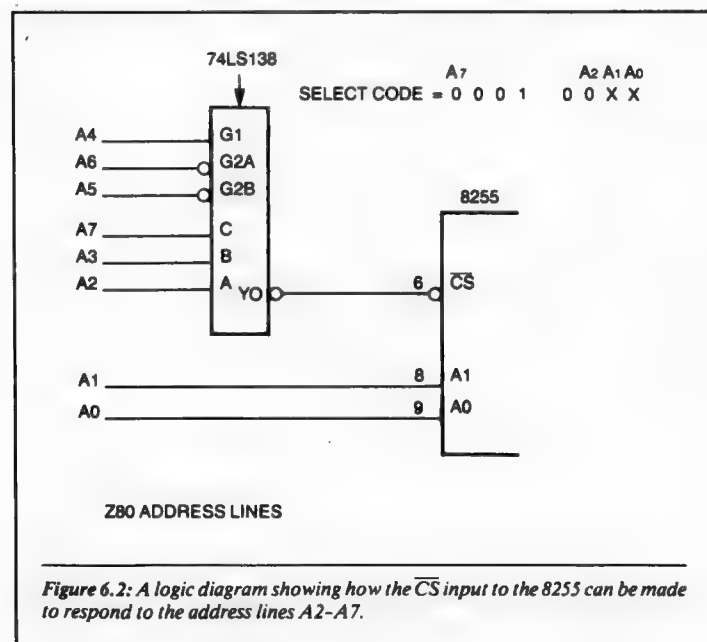 74LS138
A7 A2 A1 A0
SELECT CODE = 0 0 0 1 0 0 X X
A4 G1
A6 G2A
A5 G2B
8255
A7 C
A3 B
A2 A YO 6 C̅S̅
A1 8 A1
A0 9 A0
Z80 ADDRESS LINES
Figure 6.2: A logic diagram showing how the C̅S̅ input to the 8255 can be made
to respond to the address lines A2-A7.